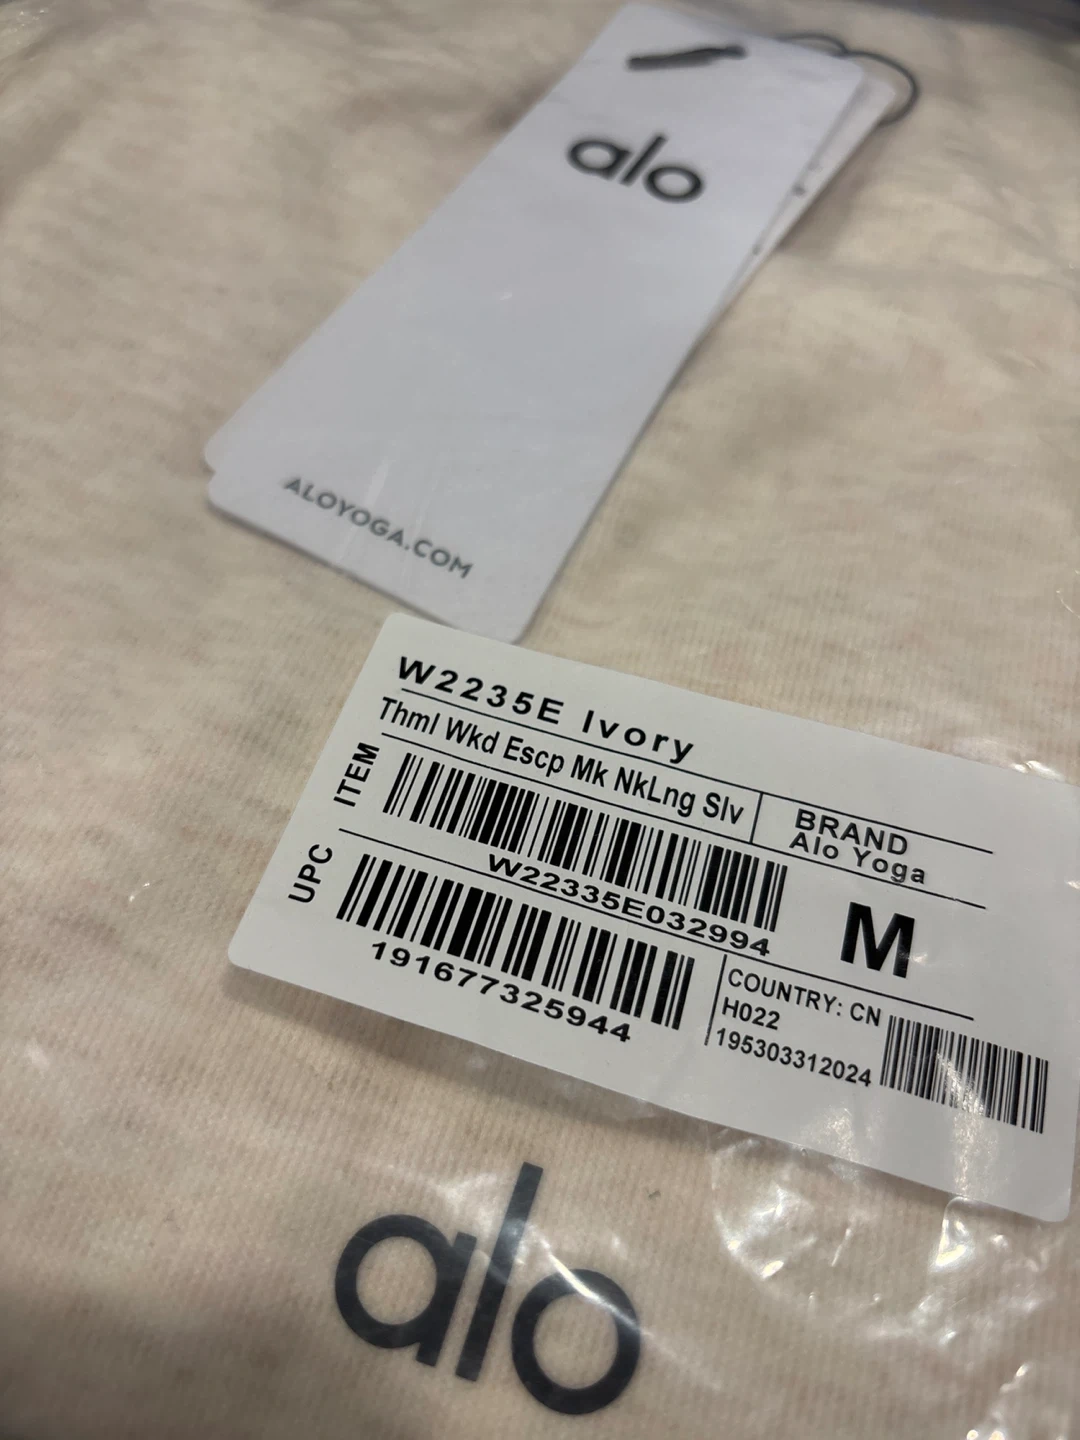 alo
ALOYOGA.COM
W2235E Ivory
Thml Wkd Escp Mk NkLng Slv
BRAND
Alo Yoga
ITEM
W22335E032994
M
UPC
191677325944
COUNTRY: CN
H022
195303312024
alo